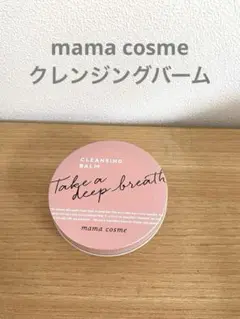 mama cosme
クレンジングバーム
CLEANSING
BALM
Take a
deep breath
mama cosme